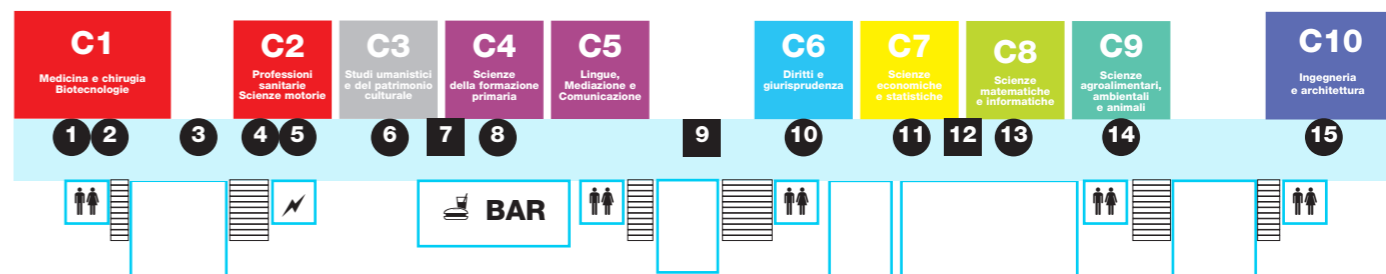 C1
Medicina e chirugia
Biotecnologie
C2
Professioni
sanitarie
Scienze motorie
C3
Studi umanistici
e del patrimonio
culturale
C4
Scienze
della formazione
primaria
C5
Lingue,
Mediazione e
Comunicazione
C6
Diritti e
giurisprudenza
C7
Scienze
economiche
e statistiche
C8
Scienze
matematiche
e informatiche
C9
Scienze
agroalimentari,
ambientali
e animali
C10
Ingegneria
e architettura
1 2 3 4 5 6 7 8 9 10 11 12 13 14 15
BAR